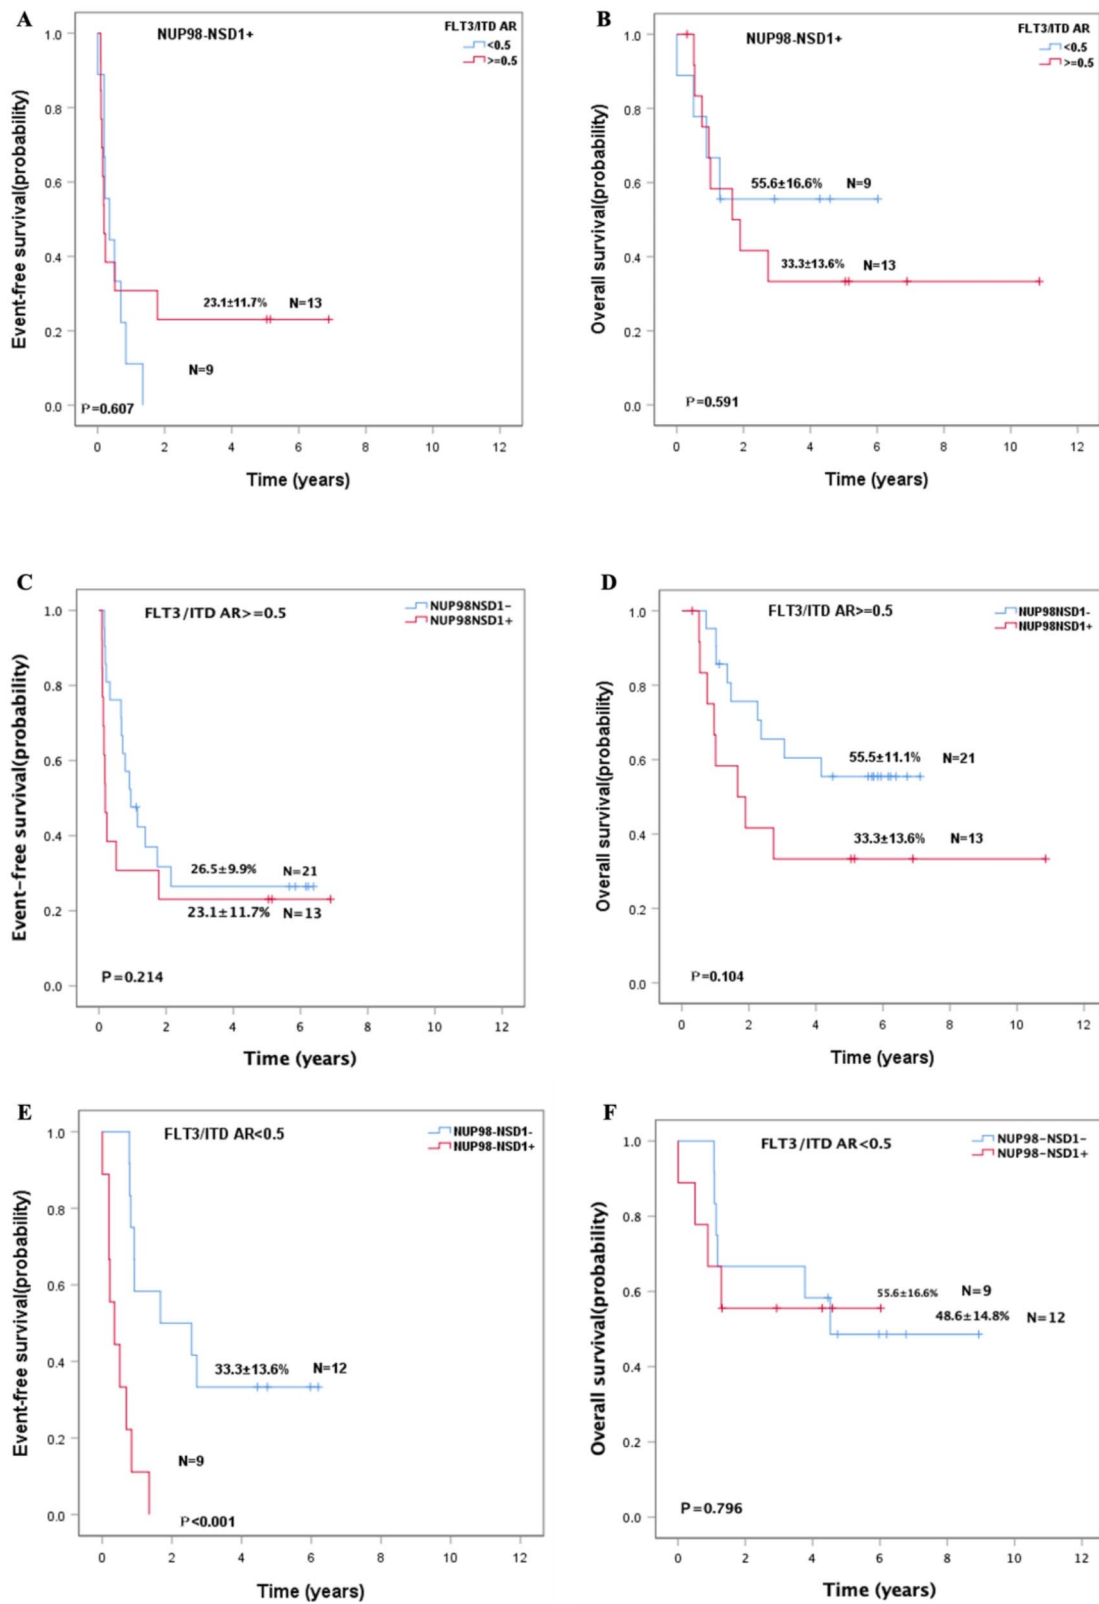 A
NUP98-NSD1+
FLT3/ITD AR
<0.5
>=0.5
Event-free survival(probability)
1.0
0.8
0.6
0.4
0.2
0.0
23.1±11.7% N=13
N=9
P=0.607
0 2 4 6 8 10 12
Time (years)
B
NUP98-NSD1+
FLT3/ITD AR
<0.5
>=0.5
Overall survival(probability)
1.0
0.8
0.6
0.4
0.2
0.0
55.6±16.6% N=9
33.3±13.6% N=13
P=0.591
0 2 4 6 8 10 12
Time (years)
C
FLT3/ITD AR>=0.5
NUP98NSD1-
NUP98NSD1+
Event-free survival(probability)
1.0
0.8
0.6
0.4
0.2
0.0
26.5±9.9% N=21
23.1±11.7% N=13
P=0.214
0 2 4 6 8 10 12
Time (years)
D
FLT3/ITD AR>=0.5
NUP98NSD1-
NUP98NSD1+
Overall survival(probability)
1.0
0.8
0.6
0.4
0.2
0.0
55.5±11.1% N=21
33.3±13.6% N=13
P=0.104
0 2 4 6 8 10 12
Time (years)
E
FLT3/ITD AR<0.5
NUP98-NSD1-
NUP98-NSD1+
Event-free survival(probability)
1.0
0.8
0.6
0.4
0.2
0.0
33.3±13.6% N=12
N=9
P<0.001
0 2 4 6 8 10 12
Time (years)
F
FLT3/ITD AR<0.5
NUP98-NSD1-
NUP98-NSD1+
Overall survival(probability)
1.0
0.8
0.6
0.4
0.2
0.0
55.6±16.6% N=9
48.6±14.8% N=12
P=0.796
0 2 4 6 8 10 12
Time (years)